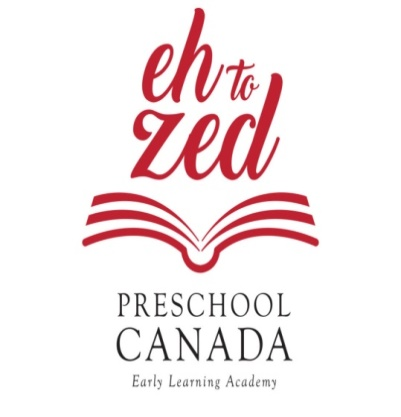 eh to
zed
PRESCHOOL
CANADA
Early Learning Academy